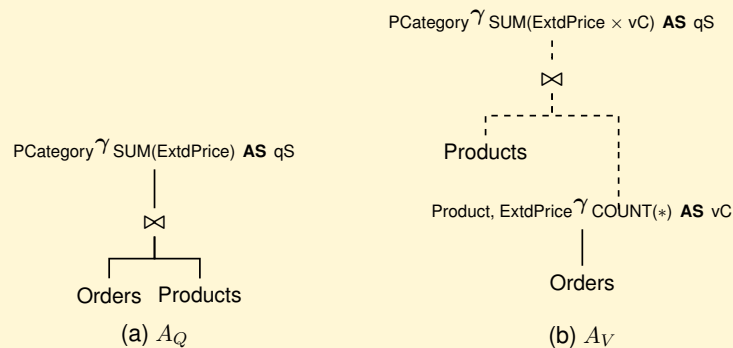 PCategory γ SUM(ExtdPrice) AS qS
⋈
Orders Products
(a) A_Q
PCategory γ SUM(ExtdPrice × vC) AS qS
⋈
Products
Product, ExtdPrice γ COUNT(∗) AS vC
Orders
(b) A_V